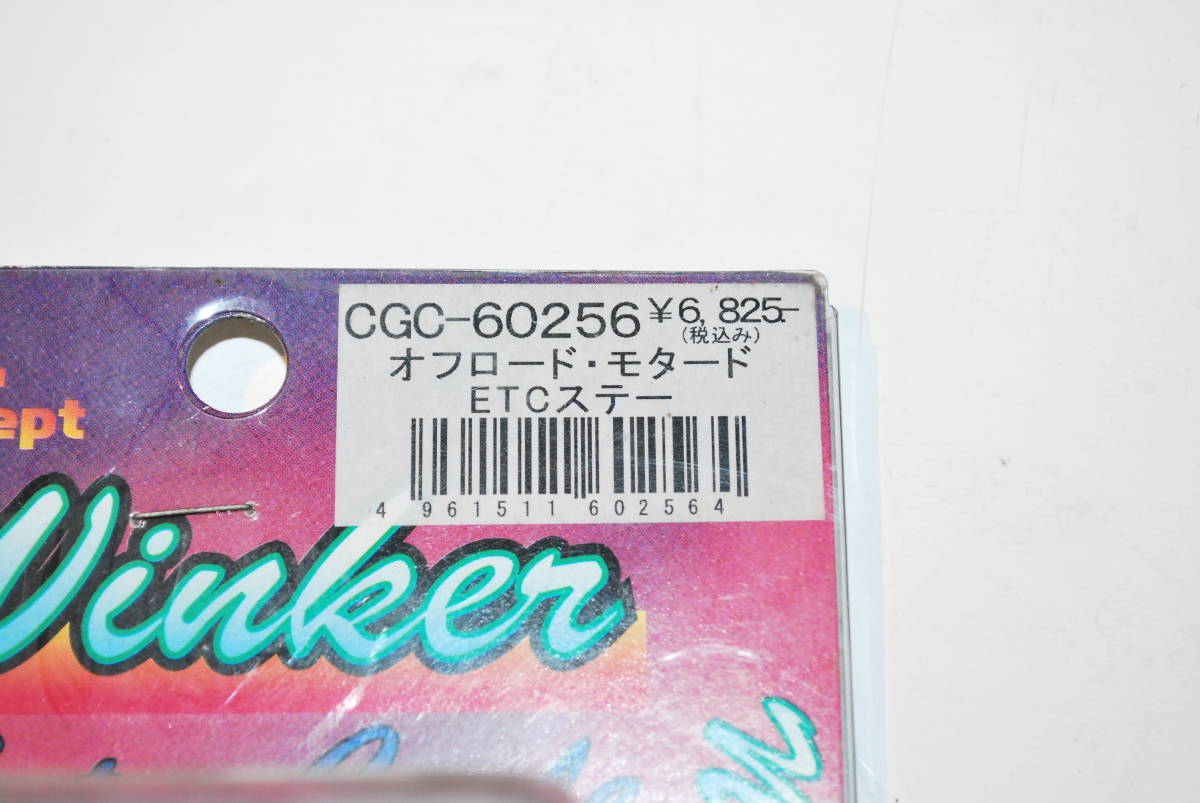 CGC-60256 ¥6,825.-
(税込み)
オフロード・モタード
ETCステー
4 961511 602564
ept
Winker